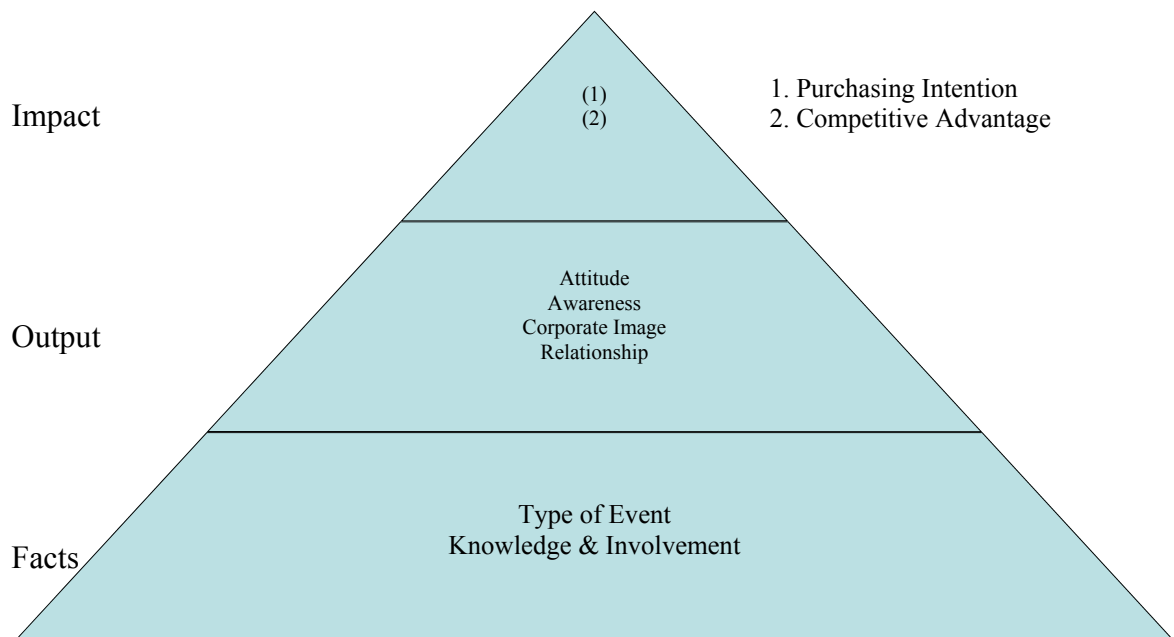 Impact
(1)
(2)
1. Purchasing Intention
2. Competitive Advantage
Output
Attitude
Awareness
Corporate Image
Relationship
Facts
Type of Event
Knowledge & Involvement